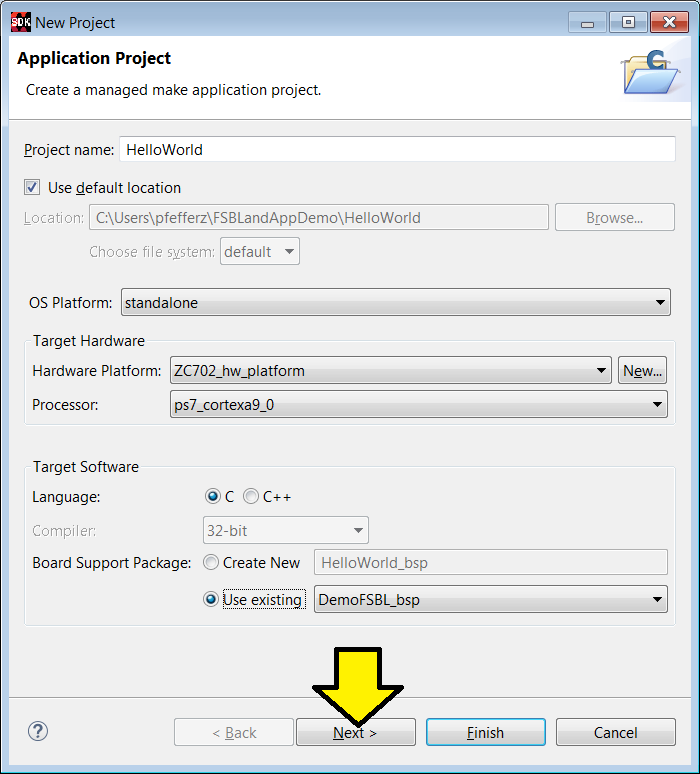 SDK New Project
Application Project
Create a managed make application project.
C
Project name: HelloWorld
Use default location
Location: C:\Users\pfefferz\FSBLandAppDemo\HelloWorld Browse...
Choose file system: default
OS Platform: standalone
Target Hardware
Hardware Platform: ZC702_hw_platform New...
Processor: ps7_cortexa9_0
Target Software
Language: C C++
Compiler: 32-bit
Board Support Package: Create New HelloWorld_bsp
Use existing DemoFSBL_bsp
? < Back Next > Finish Cancel